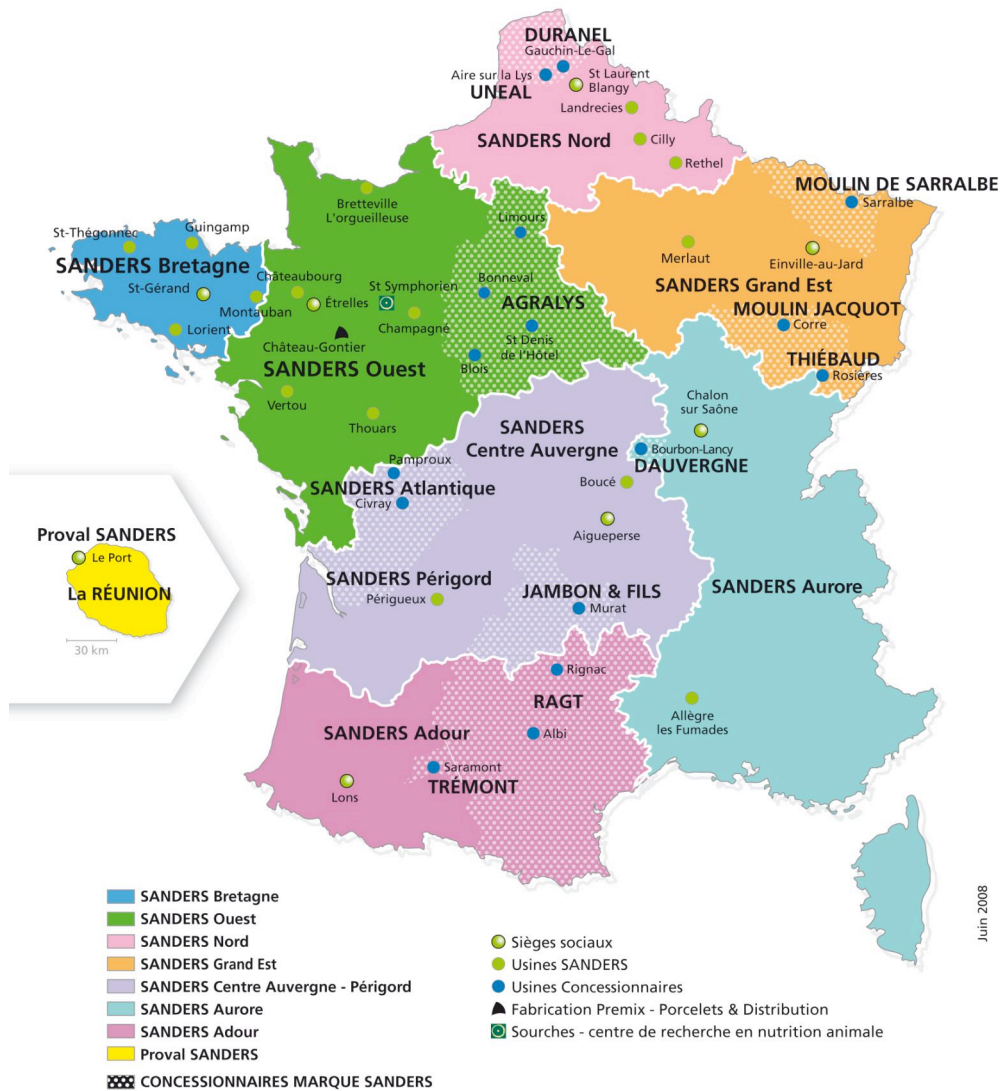 DURANEL
Gauchin-Le-Gal
Aire sur la Lys
UNEAL
St Laurent
Blangy
Landrecies
SANDERS Nord
Cilly
Rethel
MOULIN DE SARRALBE
Sarralbe
Bretteville
L'orgueilleuse
Limours
Merlaut
Einville-au-Jard
SANDERS Grand Est
MOULIN JACQUOT
Corre
THIÉBAUD
Rosières
St-Thégonnec
Guingamp
SANDERS Bretagne
St-Gérand
Lorient
Montauban
Châteaubourg
Étrelles
St Symphorien
Champagné
Château-Gontier
SANDERS Ouest
Bonneval
AGRALYS
St Denis
de l'Hôtel
Blois
Vertou
Thouars
Chalon
sur Saône
SANDERS
Centre Auvergne
Bourbon-Lancy
DAUVERGNE
Boucé
Aigueperse
Pamproux
SANDERS Atlantique
Civray
SANDERS Périgord
Périgueux
JAMBON & FILS
Murat
SANDERS Aurore
Proval SANDERS
Le Port
La RÉUNION
30 km
Rignac
RAGT
Albi
SANDERS Adour
Saramont
TRÉMONT
Lons
Allègre
les Fumades
SANDERS Bretagne
SANDERS Ouest
SANDERS Nord
SANDERS Grand Est
SANDERS Centre Auvergne - Périgord
SANDERS Aurore
SANDERS Adour
Proval SANDERS
CONCESSIONNAIRES MARQUE SANDERS
Sièges sociaux
Usines SANDERS
Usines Concessionnaires
Fabrication Premix - Porcelets & Distribution
Sourches - centre de recherche en nutrition animale
Juin 2008